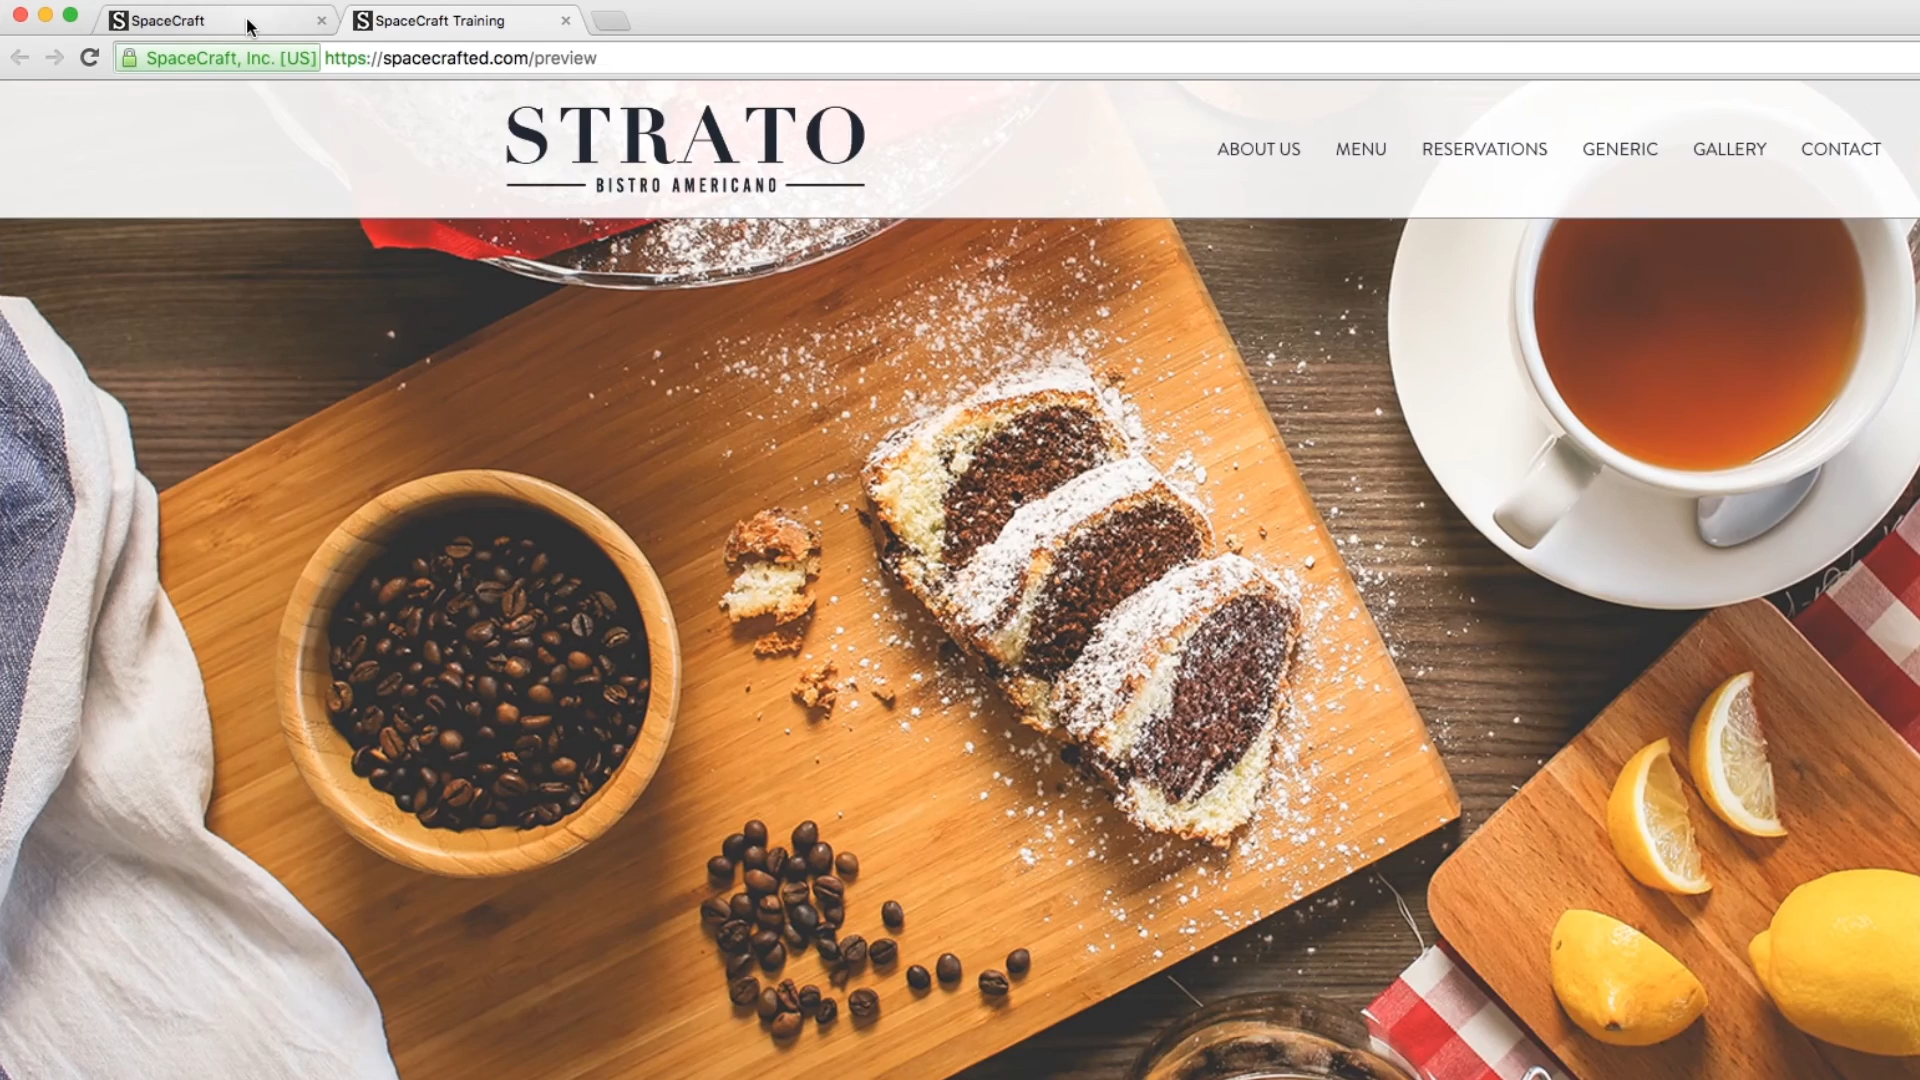 SpaceCraft
SpaceCraft Training
SpaceCraft, Inc. [US] https://spacecrafted.com/preview
STRATO
BISTRO AMERICANO
ABOUT US MENU RESERVATIONS GENERIC GALLERY CONTACT